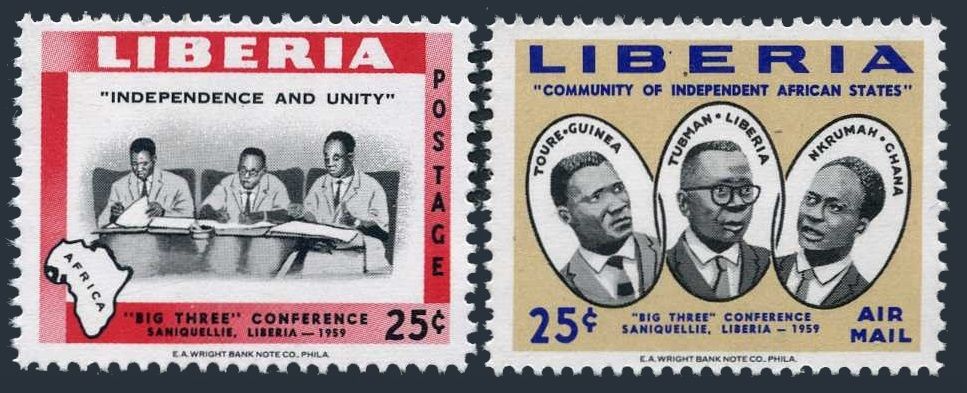 LIBERIA
"INDEPENDENCE AND UNITY"
POSTAGE
AFRICA
"BIG THREE" CONFERENCE
SANIQUELLIE, LIBERIA — 1959
25¢
E.A. WRIGHT BANK NOTE CO., PHILA.
LIBERIA
"COMMUNITY OF INDEPENDENT AFRICAN STATES"
TOURE • GUINEA
TUBMAN • LIBERIA
NKRUMAH • GHANA
25¢
"BIG THREE" CONFERENCE
SANIQUELLIE, LIBERIA — 1959
AIR
MAIL
E.A. WRIGHT BANK NOTE CO., PHILA.